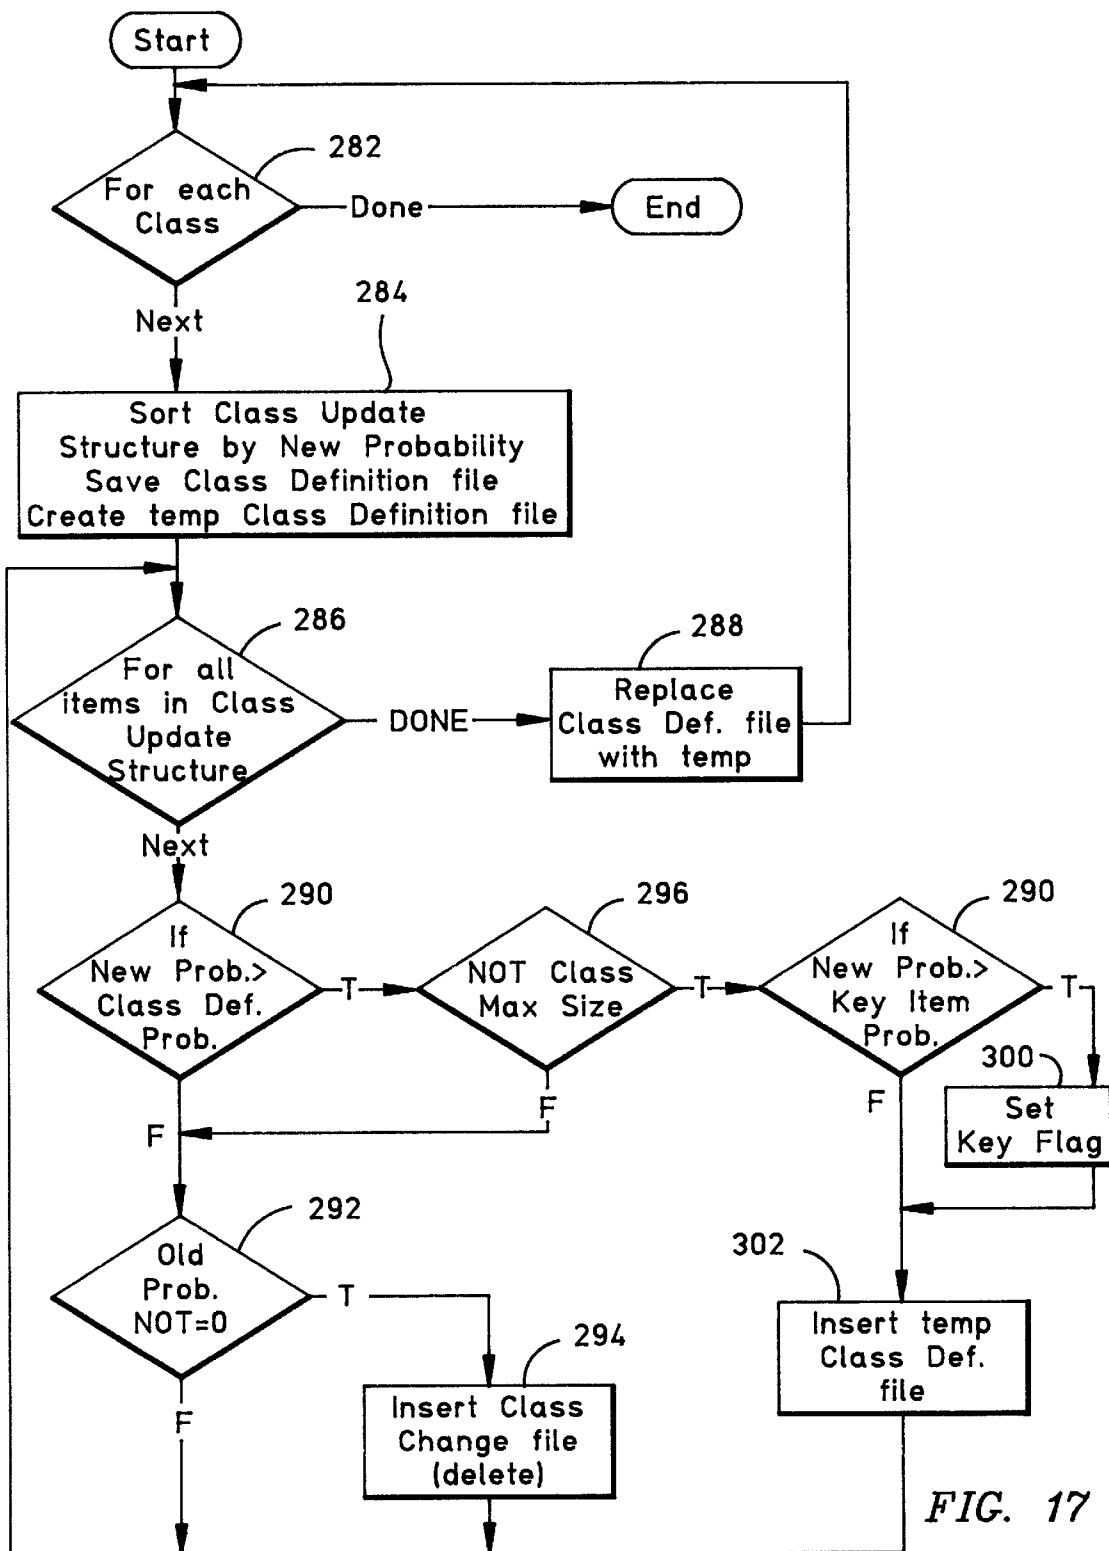 Start
282
For each
Class
Done
End
Next
284
Sort Class Update
Structure by New Probability
Save Class Definition file
Create temp Class Definition file
286
For all
items in Class
Update
Structure
DONE
288
Replace
Class Def. file
with temp
Next
290
If
New Prob.>
Class Def.
Prob.
T
F
296
NOT Class
Max Size
T
F
290
If
New Prob.>
Key Item
Prob.
T
F
300
Set
Key Flag
292
Old
Prob.
NOT=0
T
F
294
Insert Class
Change file
(delete)
302
Insert temp
Class Def.
file
FIG. 17